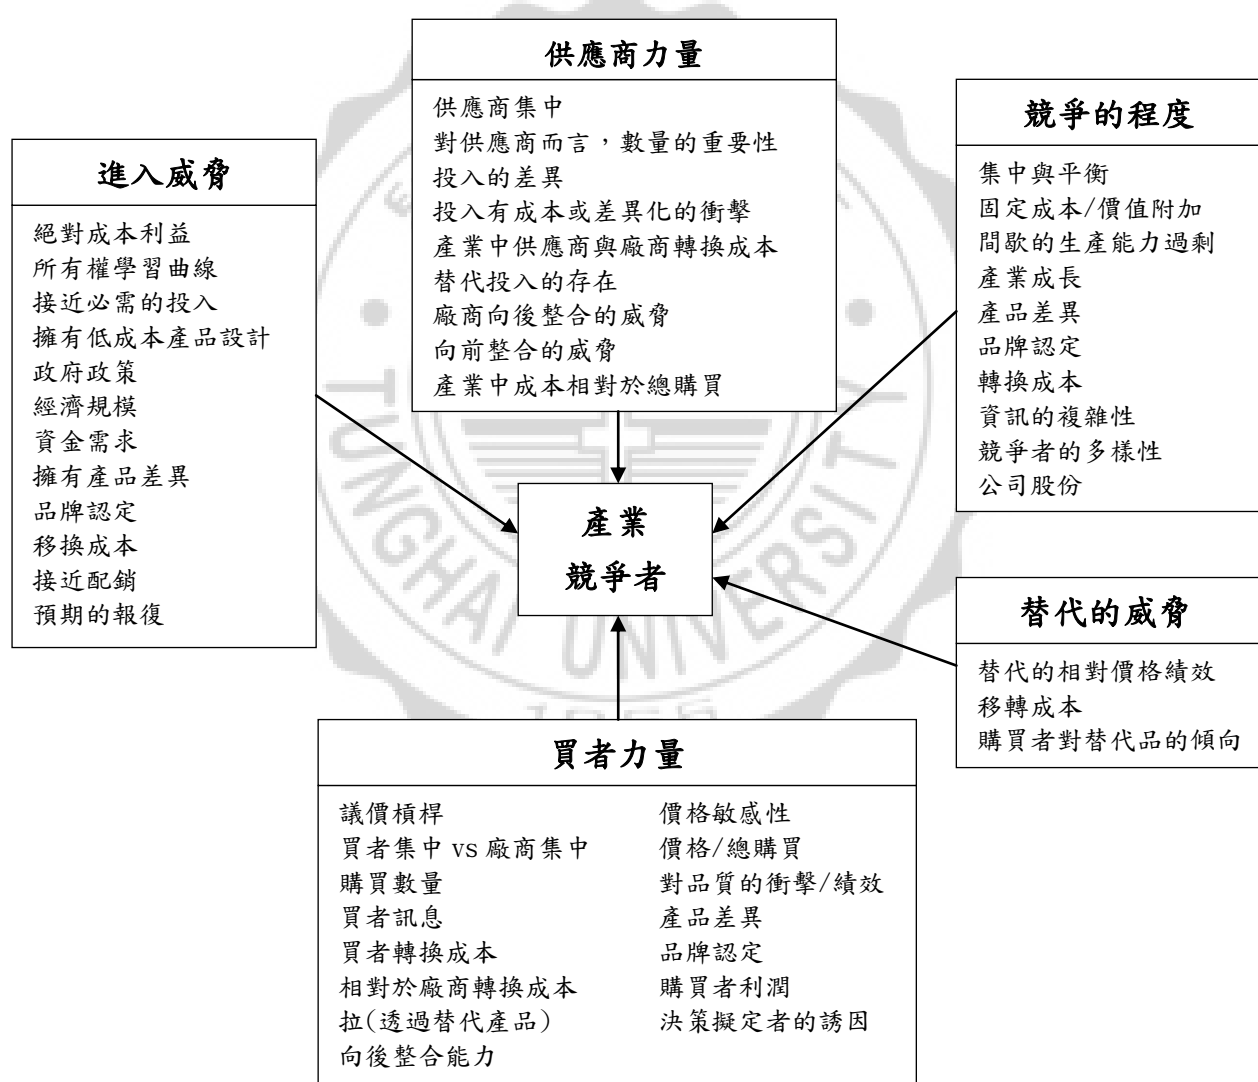 供應商力量
供應商集中
對供應商而言，數量的重要性
投入的差異
投入有成本或差異化的衝擊
產業中供應商與廠商轉換成本
替代投入的存在
廠商向後整合的威脅
向前整合的威脅
產業中成本相對於總購買
進入威脅
絕對成本利益
所有權學習曲線
接近必需的投入
擁有低成本產品設計
政府政策
經濟規模
資金需求
擁有產品差異
品牌認定
移換成本
接近配銷
預期的報復
競爭的程度
集中與平衡
固定成本/價值附加
間歇的生產能力過剩
產業成長
產品差異
品牌認定
轉換成本
資訊的複雜性
競爭者的多樣性
公司股份
產業
競爭者
替代的威脅
替代的相對價格績效
移轉成本
購買者對替代品的傾向
買者力量
議價槓桿
買者集中 vs 廠商集中
購買數量
買者訊息
買者轉換成本
相對於廠商轉換成本
拉(透過替代產品)
向後整合能力
價格敏感性
價格/總購買
對品質的衝擊/績效
產品差異
品牌認定
購買者利潤
決策擬定者的誘因
TUNGHAI UNIVERSITY
1955